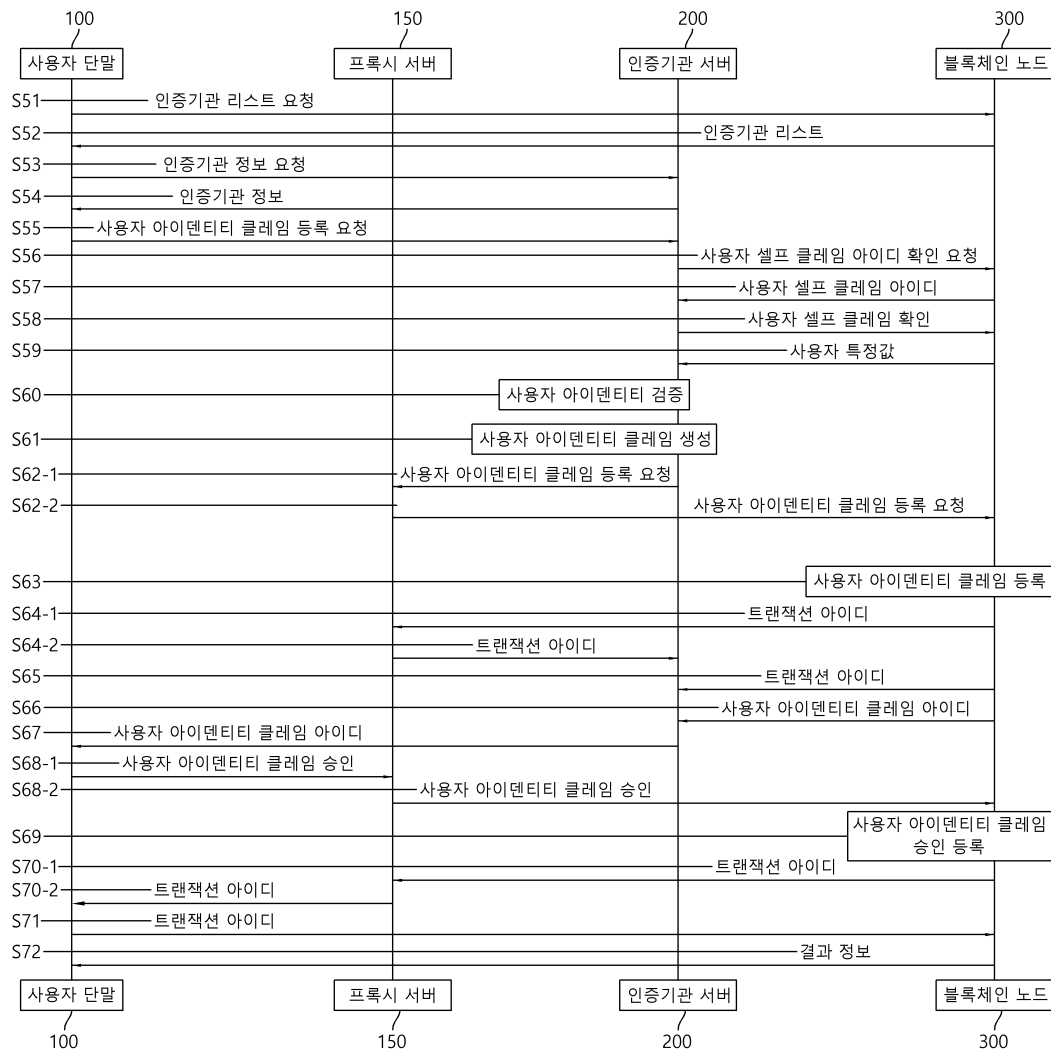 100 150 200 300
사용자 단말 프록시 서버 인증기관 서버 블록체인 노드
S51 인증기관 리스트 요청
S52 인증기관 리스트
S53 인증기관 정보 요청
S54 인증기관 정보
S55 사용자 아이덴티티 클레임 등록 요청
S56 사용자 셀프 클레임 아이디 확인 요청
S57 사용자 셀프 클레임 아이디
S58 사용자 셀프 클레임 확인
S59 사용자 특정값
S60 사용자 아이덴티티 검증
S61 사용자 아이덴티티 클레임 생성
S62-1 사용자 아이덴티티 클레임 등록 요청
S62-2 사용자 아이덴티티 클레임 등록 요청
S63 사용자 아이덴티티 클레임 등록
S64-1 트랜잭션 아이디
S64-2 트랜잭션 아이디
S65 트랜잭션 아이디
S66 사용자 아이덴티티 클레임 아이디
S67 사용자 아이덴티티 클레임 아이디
S68-1 사용자 아이덴티티 클레임 승인
S68-2 사용자 아이덴티티 클레임 승인
S69 사용자 아이덴티티 클레임
승인 등록
S70-1 트랜잭션 아이디
S70-2 트랜잭션 아이디
S71 트랜잭션 아이디
S72 결과 정보
사용자 단말 프록시 서버 인증기관 서버 블록체인 노드
100 150 200 300